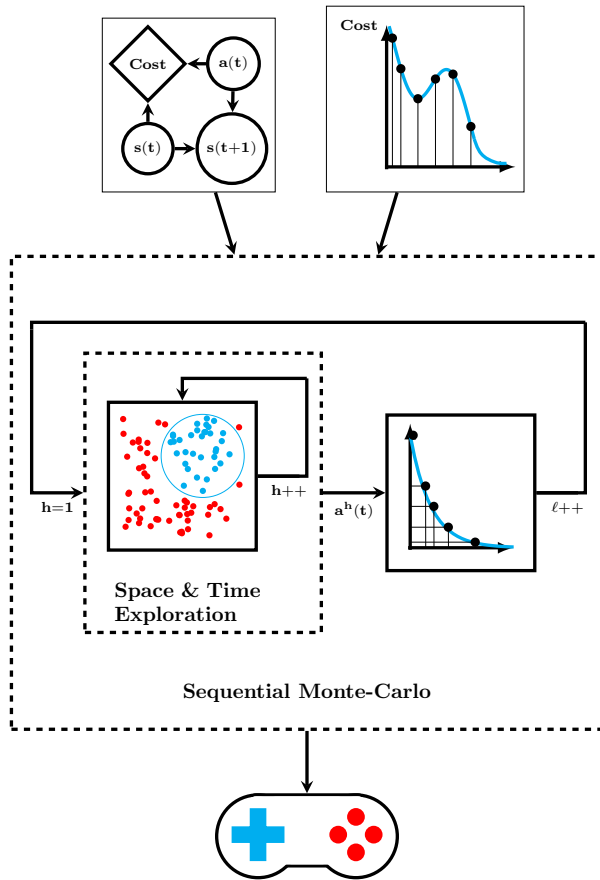 Cost
a(t)
s(t)
s(t+1)
Cost
h=1
h++
a^h(t)
ℓ++
Space & Time
Exploration
Sequential Monte-Carlo